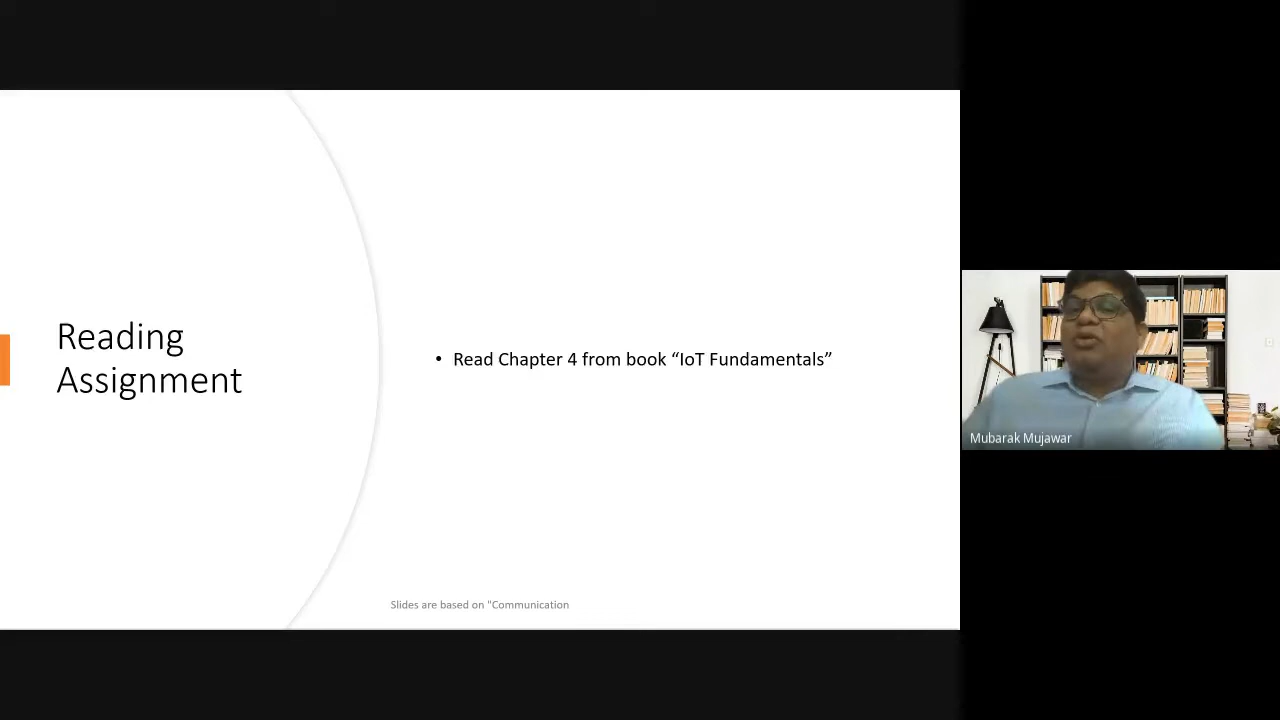 Reading
Assignment
• Read Chapter 4 from book “IoT Fundamentals”
Slides are based on "Communication
Mubarak Mujawar